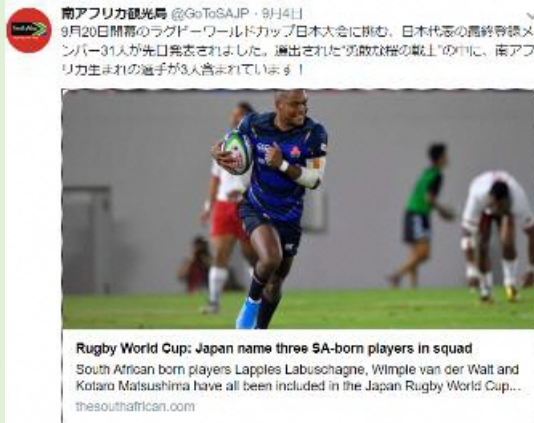 南アフリカ観光局 @GoToSAJP · 9月4日
9月20日開幕のラグビーワールドカップ日本大会に挑む、日本代表の最終登録メ
ンバー31人が先日発表されました。選出された"勇敢な桜の戦士"の中に、南アフ
リカ生まれの選手が3人含まれています！
Rugby World Cup: Japan name three SA-born players in squad
South African born players Lappies Labuschagne, Wimpie van der Walt and
Kotaro Matsushima have all been included in the Japan Rugby World Cup...
thesouthafrican.com